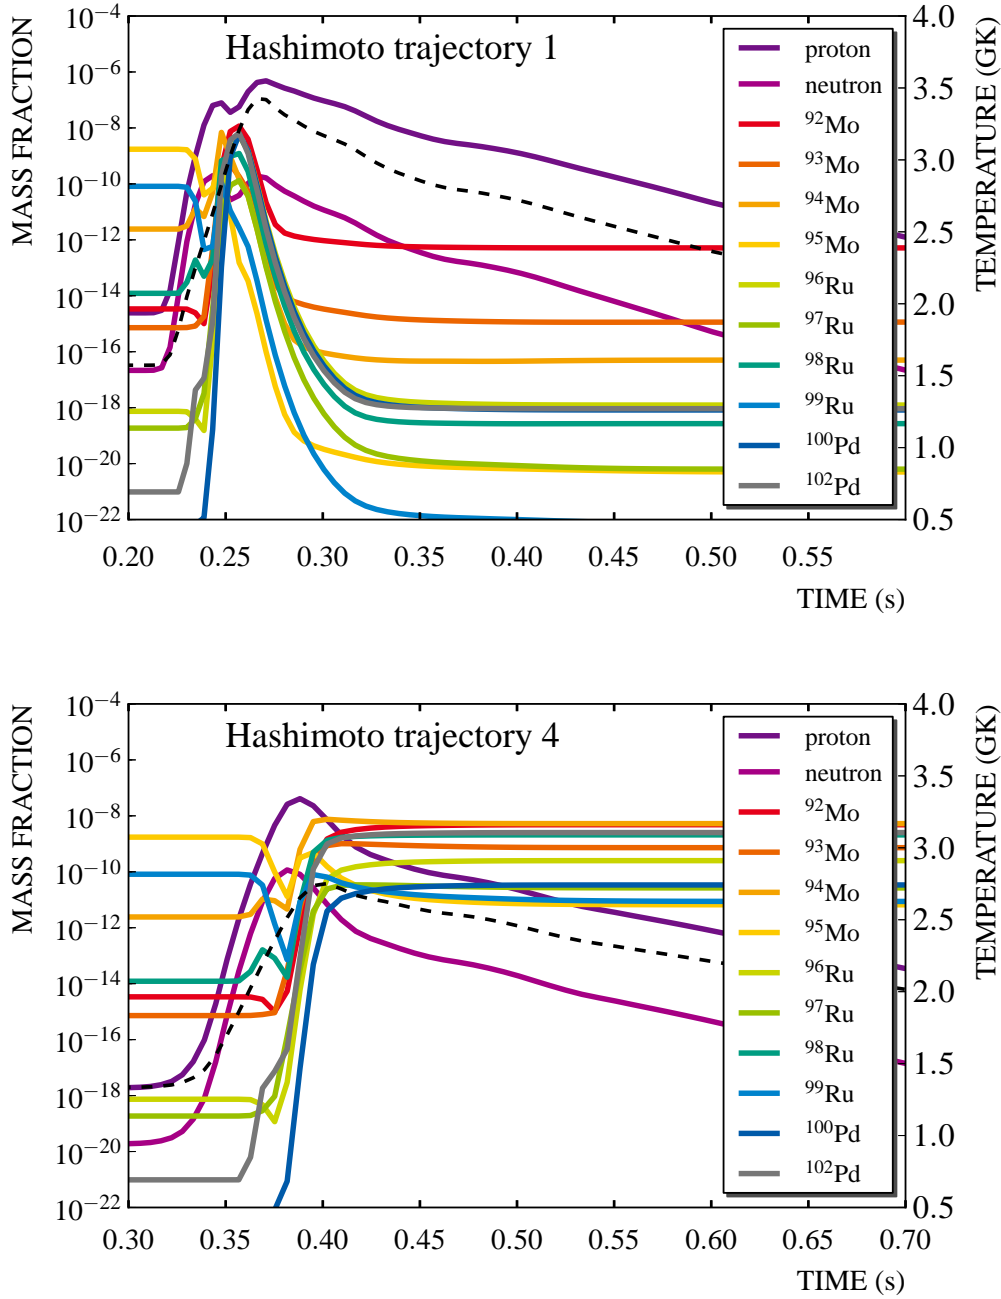 Hashimoto trajectory 1
MASS FRACTION
TEMPERATURE (GK)
10⁻⁴
10⁻⁶
10⁻⁸
10⁻¹⁰
10⁻¹²
10⁻¹⁴
10⁻¹⁶
10⁻¹⁸
10⁻²⁰
10⁻²²
4.0
3.5
3.0
2.5
2.0
1.5
1.0
0.5
proton
neutron
⁹²Mo
⁹³Mo
⁹⁴Mo
⁹⁵Mo
⁹⁶Ru
⁹⁷Ru
⁹⁸Ru
⁹⁹Ru
¹⁰⁰Pd
¹⁰²Pd
0.20 0.25 0.30 0.35 0.40 0.45 0.50 0.55
TIME (s)
Hashimoto trajectory 4
MASS FRACTION
TEMPERATURE (GK)
10⁻⁴
10⁻⁶
10⁻⁸
10⁻¹⁰
10⁻¹²
10⁻¹⁴
10⁻¹⁶
10⁻¹⁸
10⁻²⁰
10⁻²²
4.0
3.5
3.0
2.5
2.0
1.5
1.0
0.5
proton
neutron
⁹²Mo
⁹³Mo
⁹⁴Mo
⁹⁵Mo
⁹⁶Ru
⁹⁷Ru
⁹⁸Ru
⁹⁹Ru
¹⁰⁰Pd
¹⁰²Pd
0.30 0.35 0.40 0.45 0.50 0.55 0.60 0.65 0.70
TIME (s)